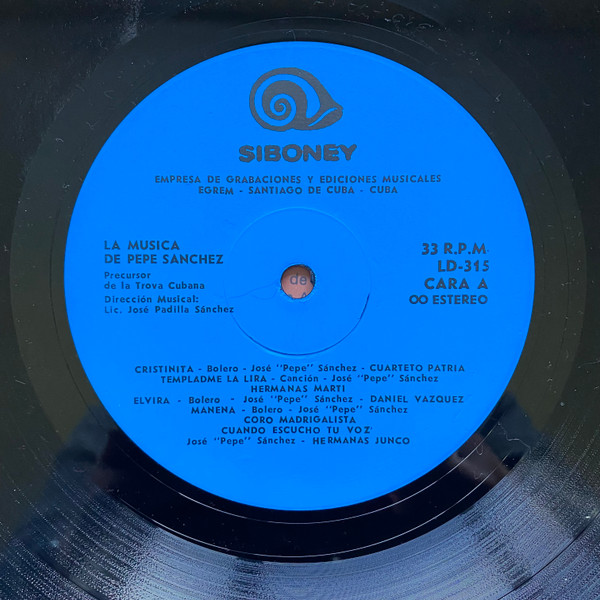 SIBONEY
EMPRESA DE GRABACIONES Y EDICIONES MUSICALES
EGREM - SANTIAGO DE CUBA - CUBA
LA MUSICA
DE PEPE SANCHEZ
Precursor
de la Trova Cubana
Dirección Musical:
Lic. José Padilla Sánchez
33 R.P.M.
LD-315
CARA A
OO ESTEREO
de
CRISTINITA - Bolero - José "Pepe" Sánchez - CUARTETO PATRIA
TEMPLADME LA LIRA - Canción - José "Pepe" Sánchez
HERMANAS MARTI
ELVIRA - Bolero - José "Pepe" Sánchez - DANIEL VAZQUEZ
MANENA - Bolero - José "Pepe" Sánchez
CORO MADRIGALISTA
CUANDO ESCUCHO TU VOZ
José "Pepe" Sánchez - HERMANAS JUNCO